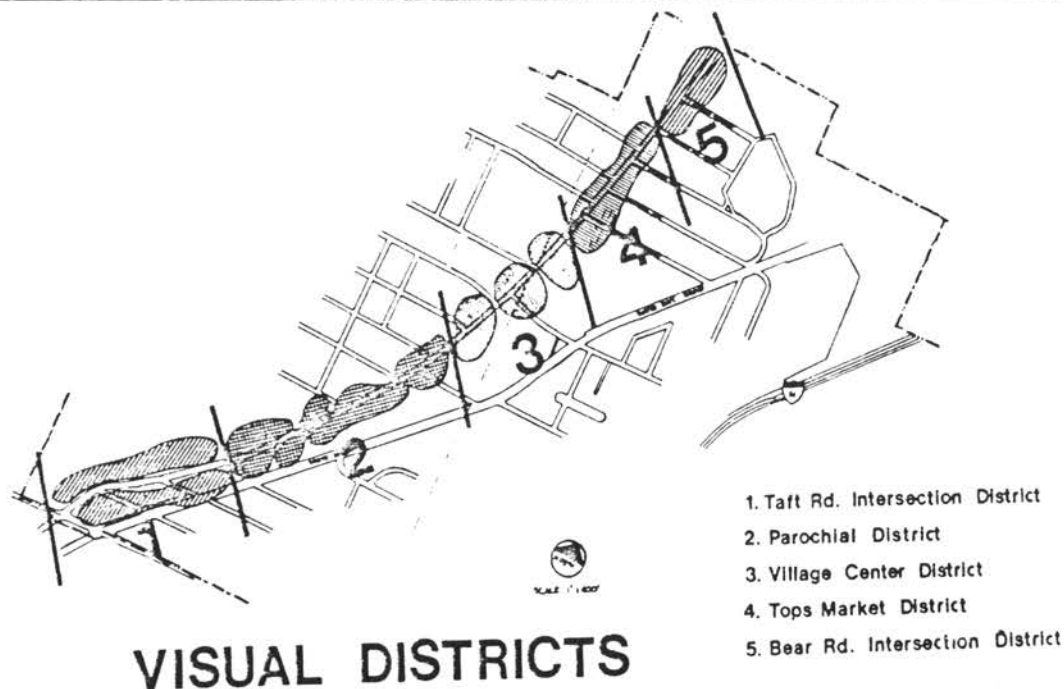 5
4
3
2
1
1. Taft Rd. Intersection District
2. Parochial District
3. Village Center District
4. Tops Market District
5. Bear Rd. Intersection District
SCALE
VISUAL DISTRICTS